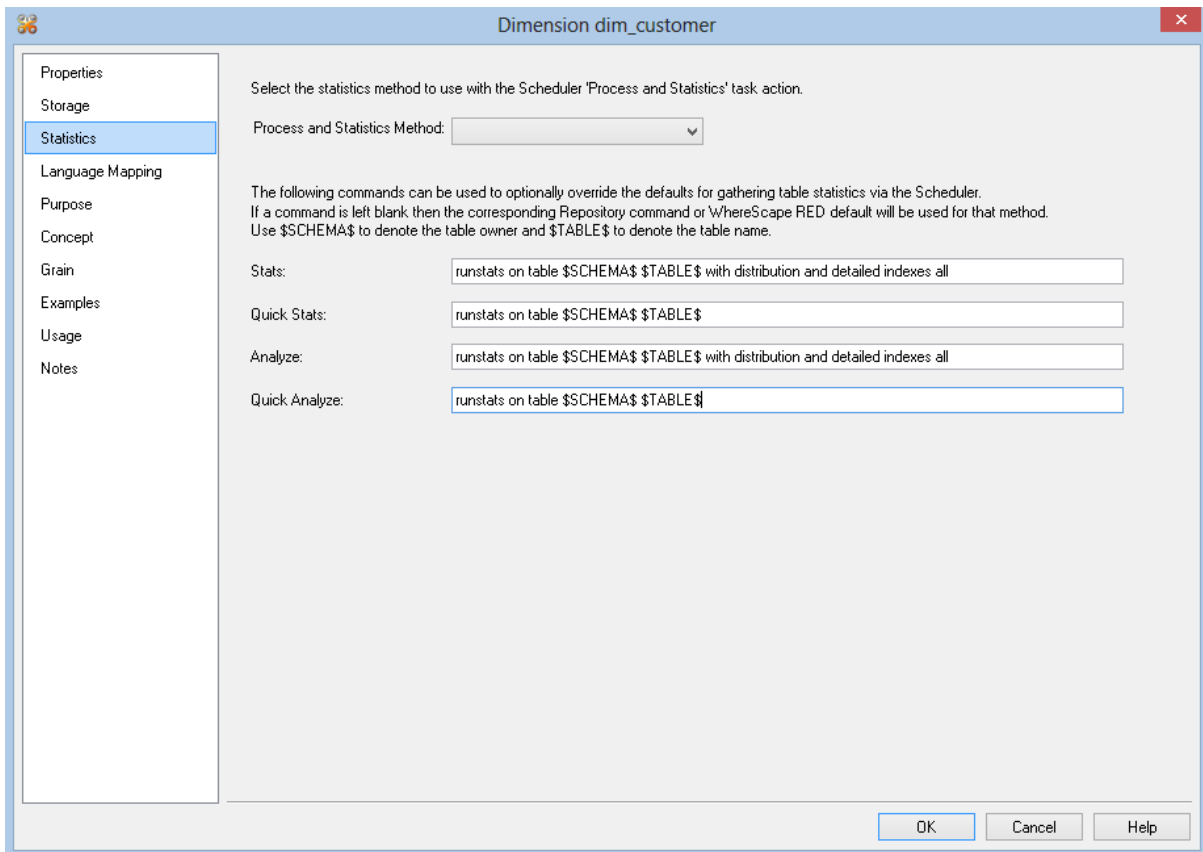 Dimension dim_customer
Properties
Storage
Statistics
Language Mapping
Purpose
Concept
Grain
Examples
Usage
Notes
Select the statistics method to use with the Scheduler 'Process and Statistics' task action.
Process and Statistics Method:
The following commands can be used to optionally override the defaults for gathering table statistics via the Scheduler.
If a command is left blank then the corresponding Repository command or WhereScape RED default will be used for that method.
Use $SCHEMA$ to denote the table owner and $TABLE$ to denote the table name.
Stats: runstats on table $SCHEMA$ $TABLE$ with distribution and detailed indexes all
Quick Stats: runstats on table $SCHEMA$ $TABLE$
Analyze: runstats on table $SCHEMA$ $TABLE$ with distribution and detailed indexes all
Quick Analyze: runstats on table $SCHEMA$ $TABLE$
OK Cancel Help